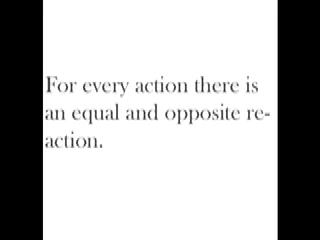 For every action there is
an equal and opposite re-
action.